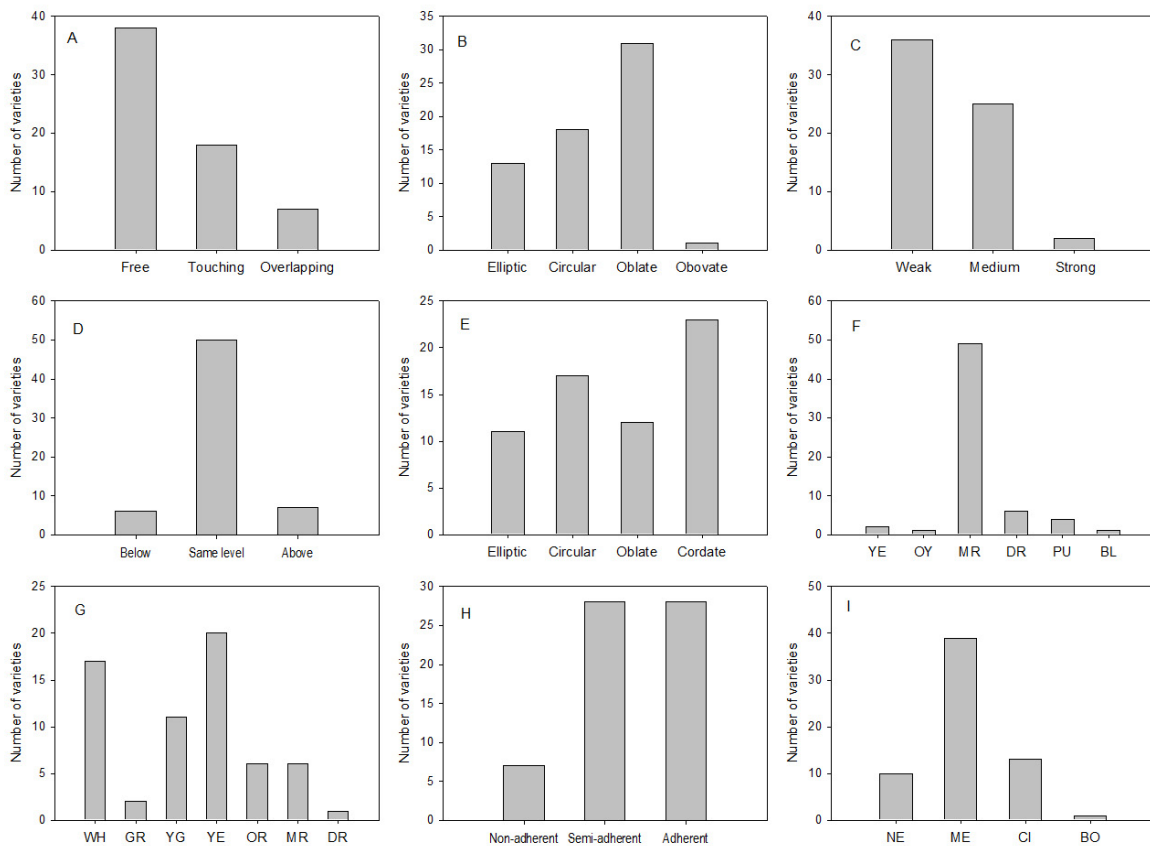 A
Number of varieties
40
30
20
10
0
Free Touching Overlapping
B
Number of varieties
35
30
25
20
15
10
5
0
Elliptic Circular Oblate Obovate
C
Number of varieties
40
30
20
10
0
Weak Medium Strong
D
Number of varieties
60
50
40
30
20
10
0
Below Same level Above
E
Number of varieties
25
20
15
10
5
0
Elliptic Circular Oblate Cordate
F
Number of varieties
60
50
40
30
20
10
0
YE OY MR DR PU BL
G
Number of varieties
25
20
15
10
5
0
WH GR YG YE OR MR DR
H
Number of varieties
30
25
20
15
10
5
0
Non-adherent Semi-adherent Adherent
I
Number of varieties
50
40
30
20
10
0
NE ME CI BO